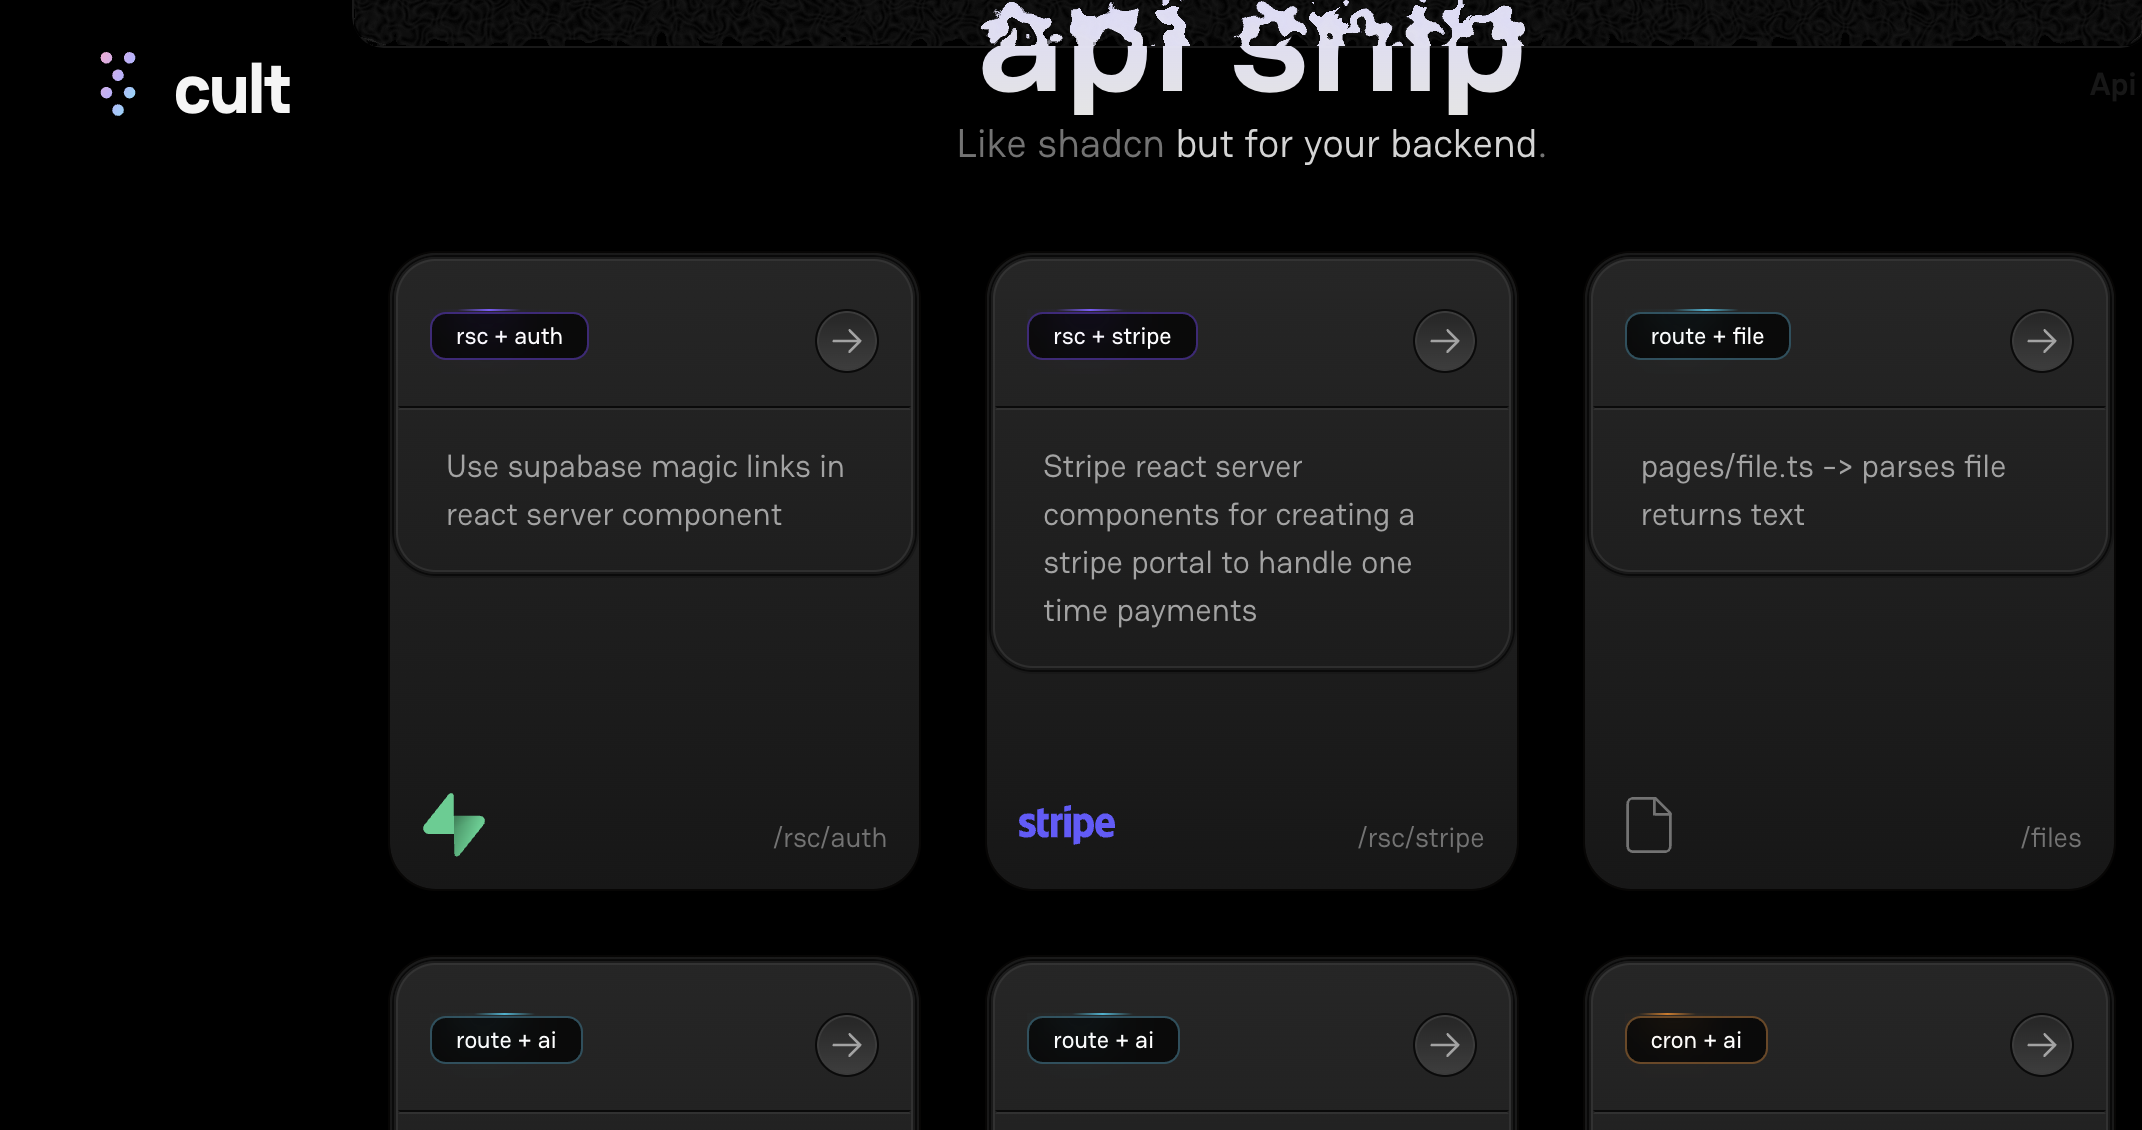 api snip
cult
Api
Like shadcn but for your backend.
rsc + auth
Use supabase magic links in
react server component
/rsc/auth
rsc + stripe
Stripe react server
components for creating a
stripe portal to handle one
time payments
stripe
/rsc/stripe
route + file
pages/file.ts -> parses file
returns text
/files
route + ai
route + ai
cron + ai